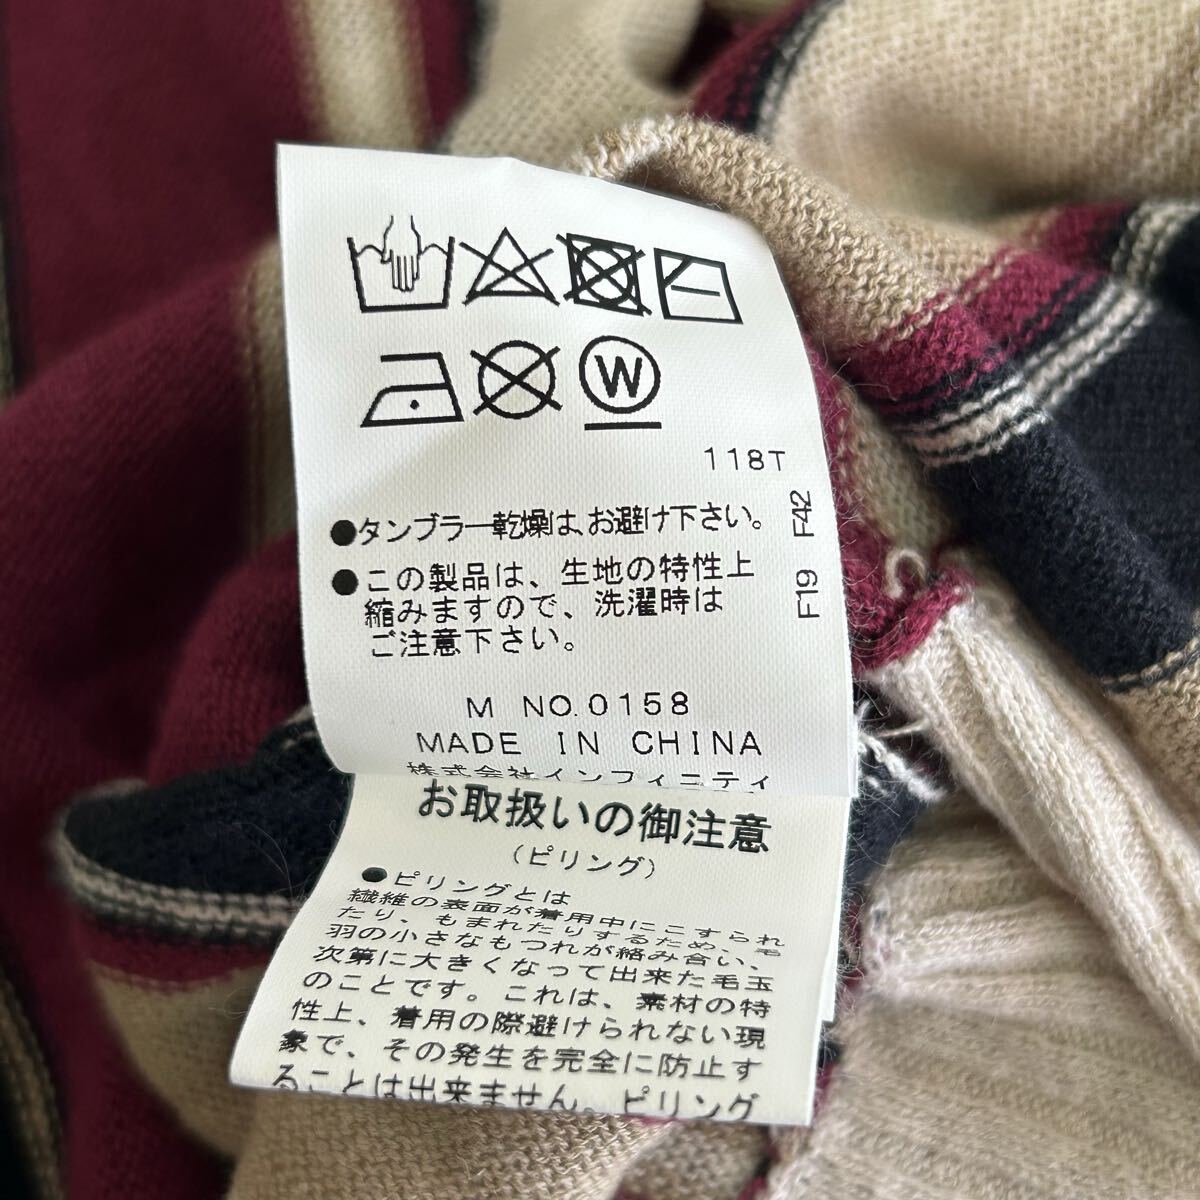 W
118T
F19 F42
●タンブラー乾燥は、お避け下さい。
●この製品は、生地の特性上
縮みますので、洗濯時は
ご注意下さい。
M NO.0158
MADE IN CHINA
株式会社インフィニティ
お取扱いの御注意
(ピリング)
●ピリングとは
繊維の表面が着用中にこすられ
たり、もまれたりするため、毛
羽の小さなもつれが絡み合い、
次第に大きくなって出来た毛玉
のことです。これは、素材の特
性上、着用の際避けられない現
象で、その発生を完全に防止す
ることは出来ません。ピリング